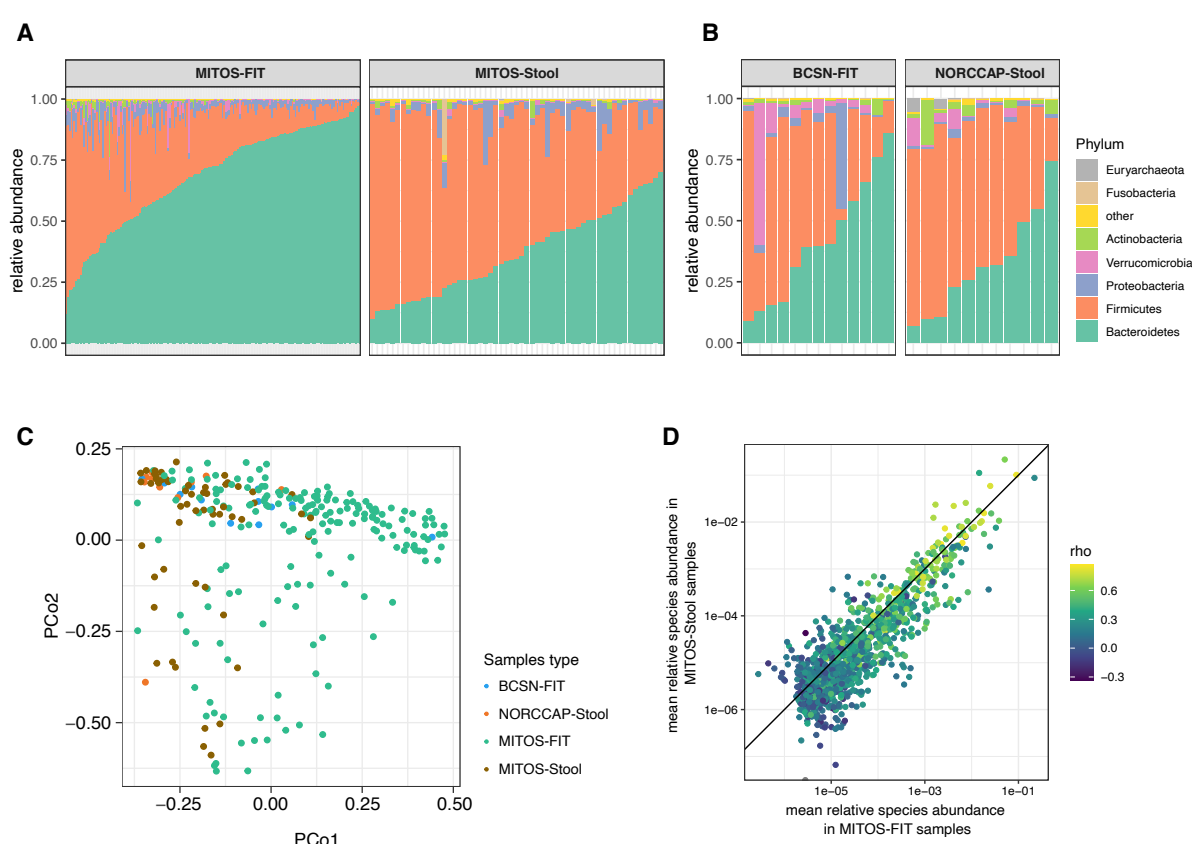 A
MITOS-FIT
MITOS-Stool
relative abundance
1.00
0.75
0.50
0.25
0.00
B
BCSN-FIT
NORCCAP-Stool
relative abundance
1.00
0.75
0.50
0.25
0.00
Phylum
Euryarchaeota
Fusobacteria
other
Actinobacteria
Verrucomicrobia
Proteobacteria
Firmicutes
Bacteroidetes
C
PCo2
0.25
0.00
−0.25
−0.50
−0.25
0.00
0.25
0.50
PCo1
Samples type
BCSN-FIT
NORCCAP-Stool
MITOS-FIT
MITOS-Stool
D
mean relative species abundance in
MITOS-Stool samples
1e−02
1e−04
1e−06
1e−05
1e−03
1e−01
mean relative species abundance
in MITOS-FIT samples
rho
0.6
0.3
0.0
−0.3